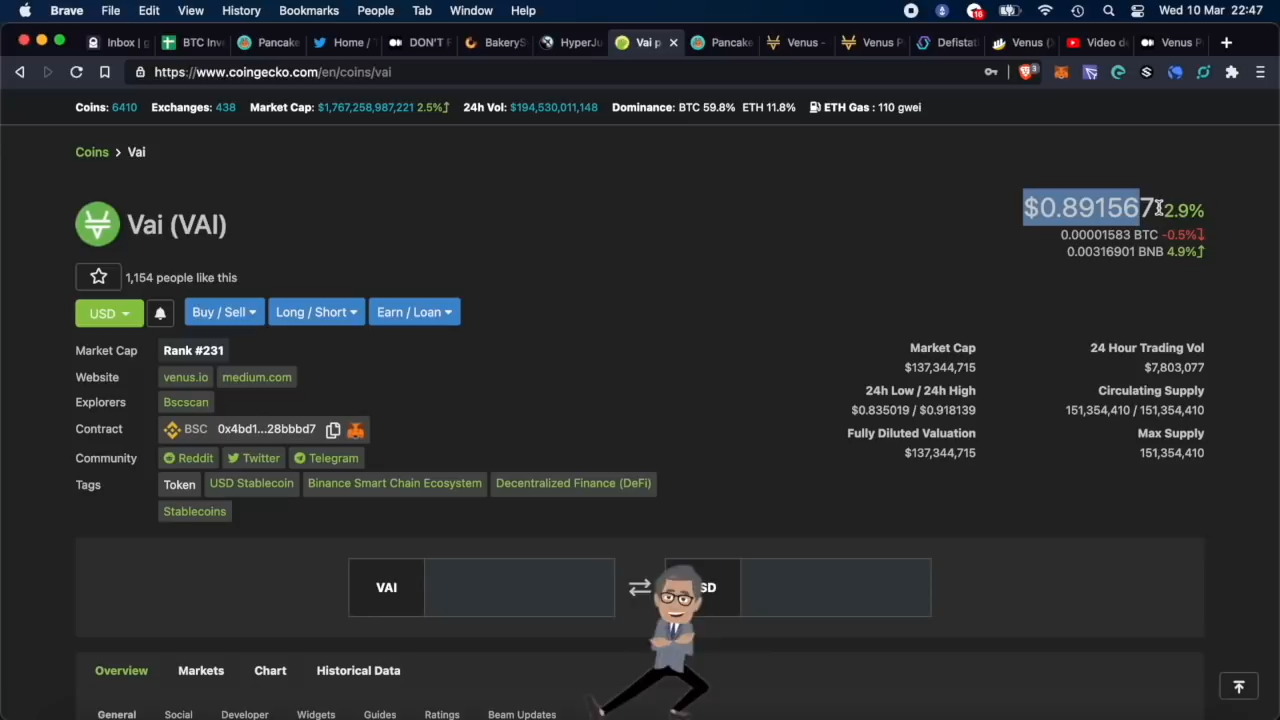 Brave File Edit View History Bookmarks People Tab Window Help 16 Wed 10 Mar 22:47
Inbox | BTC Inv Pancake Home / DON'T F BakeryS HyperJu Vai p Pancake Venus - Venus P Defistat Venus (X Video d Venus P
https://www.coingecko.com/en/coins/vai
Coins: 6410 Exchanges: 438 Market Cap: $1,767,258,987,221 2.5% 24h Vol: $194,530,011,148 Dominance: BTC 59.8% ETH 11.8% ETH Gas : 110 gwei
Coins > Vai
Vai (VAI)
$0.891567 2.9%
0.00001583 BTC -0.5%
0.00316901 BNB 4.9%
1,154 people like this
USD Buy / Sell Long / Short Earn / Loan
Market Cap Rank #231
Website venus.io medium.com
Explorers Bscscan
Contract BSC 0x4bd1...28bbbd7
Community Reddit Twitter Telegram
Tags Token USD Stablecoin Binance Smart Chain Ecosystem Decentralized Finance (DeFi)
Stablecoins
Market Cap 24 Hour Trading Vol
$137,344,715 $7,803,077
24h Low / 24h High Circulating Supply
$0.835019 / $0.918139 151,354,410 / 151,354,410
Fully Diluted Valuation Max Supply
$137,344,715 151,354,410
VAI SD
Overview Markets Chart Historical Data
General Social Developer Widgets Guides Ratings Beam Updates